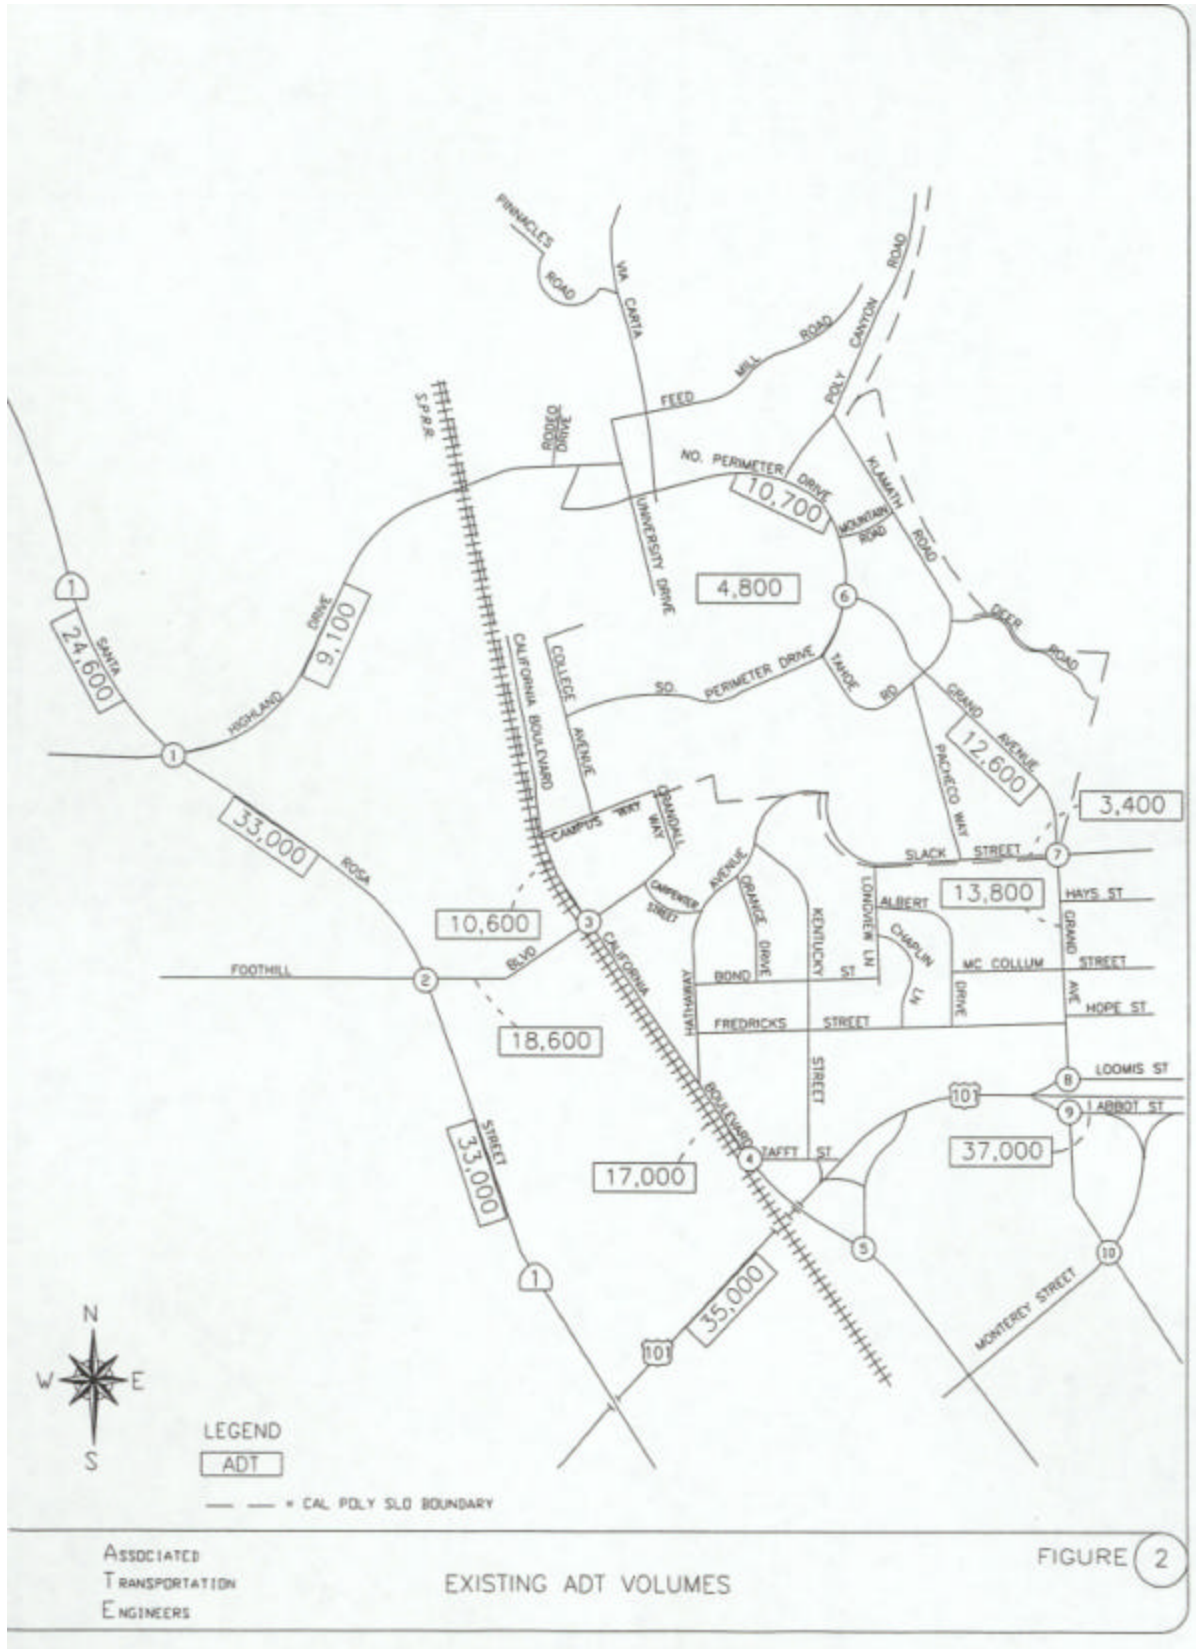 PINNACLES
ROAD
VIA
CARTA
POLY CANYON ROAD
FEED MILL ROAD
S.P.R.R.
RODEO
DRIVE
NO. PERIMETER DRIVE
10,700
KLAMATH
ROAD
MOUNTAIN
ROAD
UNIVERSITY DRIVE
4,800
6
1
24,600
SANTA
HIGHLAND DRIVE
9,100
CALIFORNIA BOULEVARD
COLLEGE
AVENUE
SO. PERIMETER DRIVE
TAHOE RD
DEER ROAD
GRAND AVENUE
12,600
PACHECO WAY
1
33,000
ROSA
CAMPUS WAY
CRANDALL
WAY
3,400
SLACK STREET
7
10,600
3
CARPENTER
STREET
AVENUE
ORANGE DRIVE
KENTUCKY
LONGVIEW LN
ALBERT
CHAPLIN
LN
13,800
HAYS ST
GRAND
FOOTHILL
2
BLVD
CALIFORNIA
HATHAWAY
BOND ST
DRIVE
MC COLLUM STREET
AVE
18,600
FREDRICKS STREET
HOPE ST
STREET
8
LOOMIS ST
101
9
ABBOT ST
BOULEVARD
STREET
33,000
17,000
4
TAFFT ST
37,000
5
10
1
35,000
MONTEREY STREET
101
N
W E
S
LEGEND
ADT
= CAL POLY SLO BOUNDARY
ASSOCIATED
TRANSPORTATION
ENGINEERS
EXISTING ADT VOLUMES
FIGURE 2